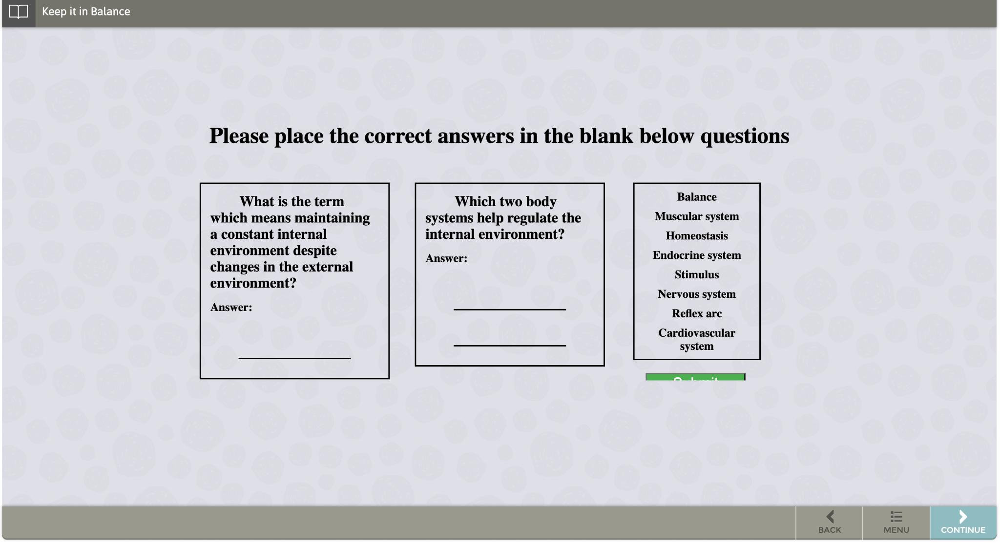 Keep it in Balance
Please place the correct answers in the blank below questions
What is the term
which means maintaining
a constant internal
environment despite
changes in the external
environment?
Answer:
Which two body
systems help regulate the
internal environment?
Answer:
Balance
Muscular system
Homeostasis
Endocrine system
Stimulus
Nervous system
Reflex arc
Cardiovascular
system
Submit
BACK
MENU
CONTINUE